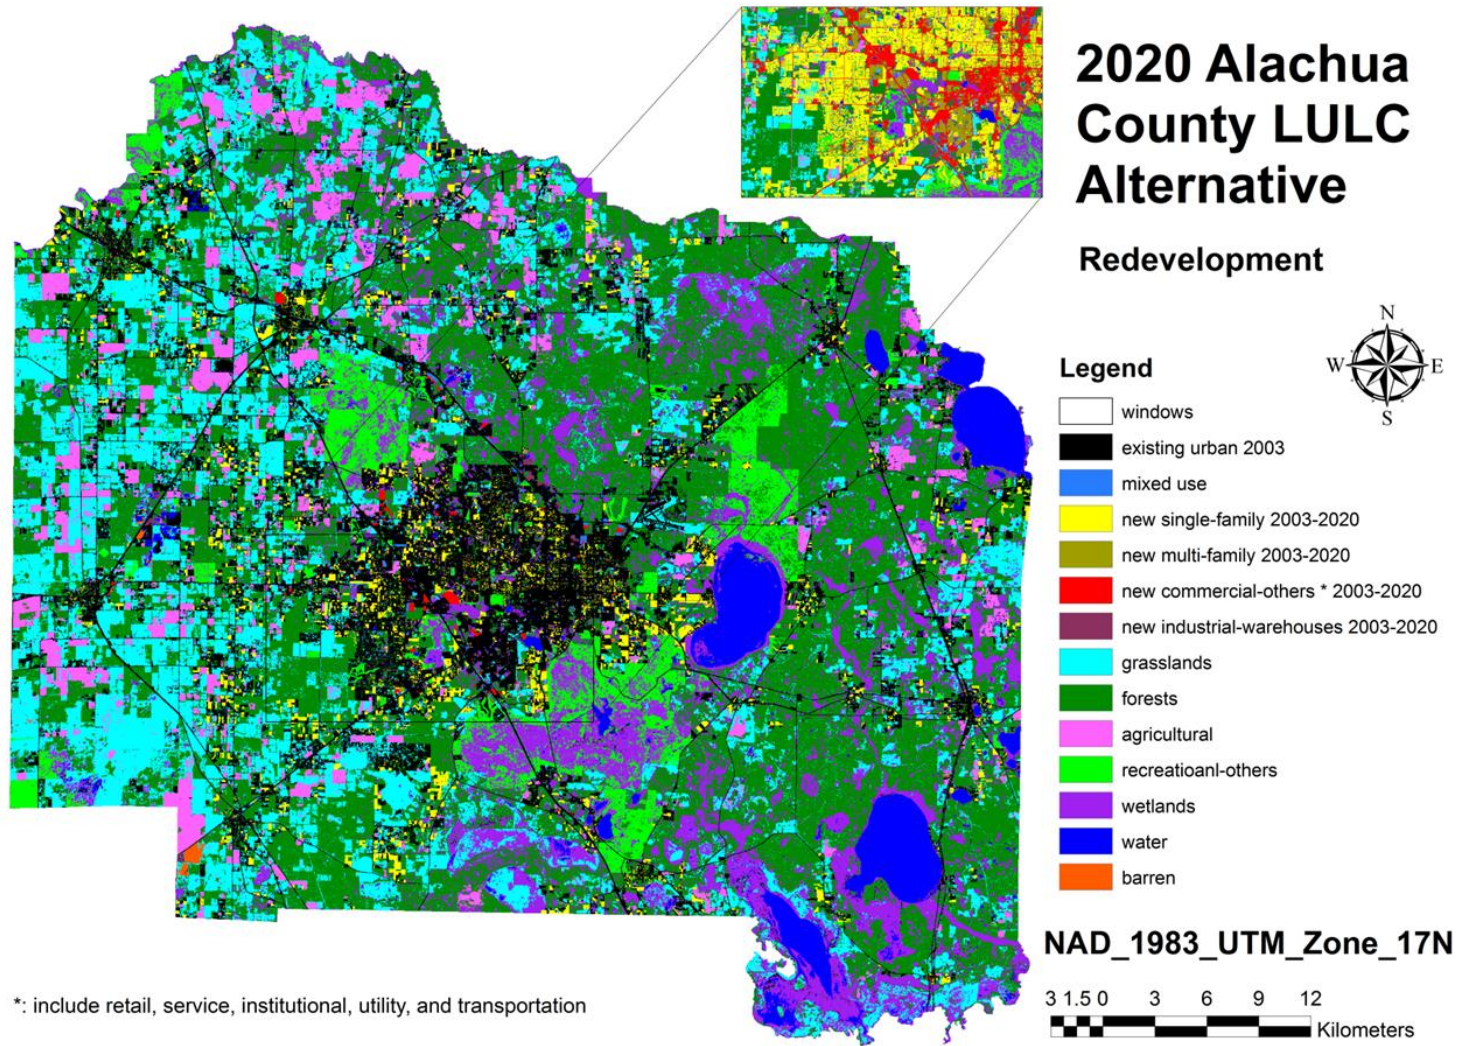 2020 Alachua
County LULC
Alternative
Redevelopment
N
W E
S
Legend
windows
existing urban 2003
mixed use
new single-family 2003-2020
new multi-family 2003-2020
new commercial-others * 2003-2020
new industrial-warehouses 2003-2020
grasslands
forests
agricultural
recreatioanl-others
wetlands
water
barren
NAD_1983_UTM_Zone_17N
3 1.5 0 3 6 9 12
Kilometers
*: include retail, service, institutional, utility, and transportation